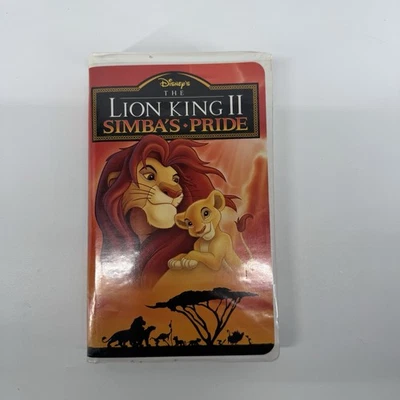 Disney's
THE
LION KING II
SIMBA'S PRIDE